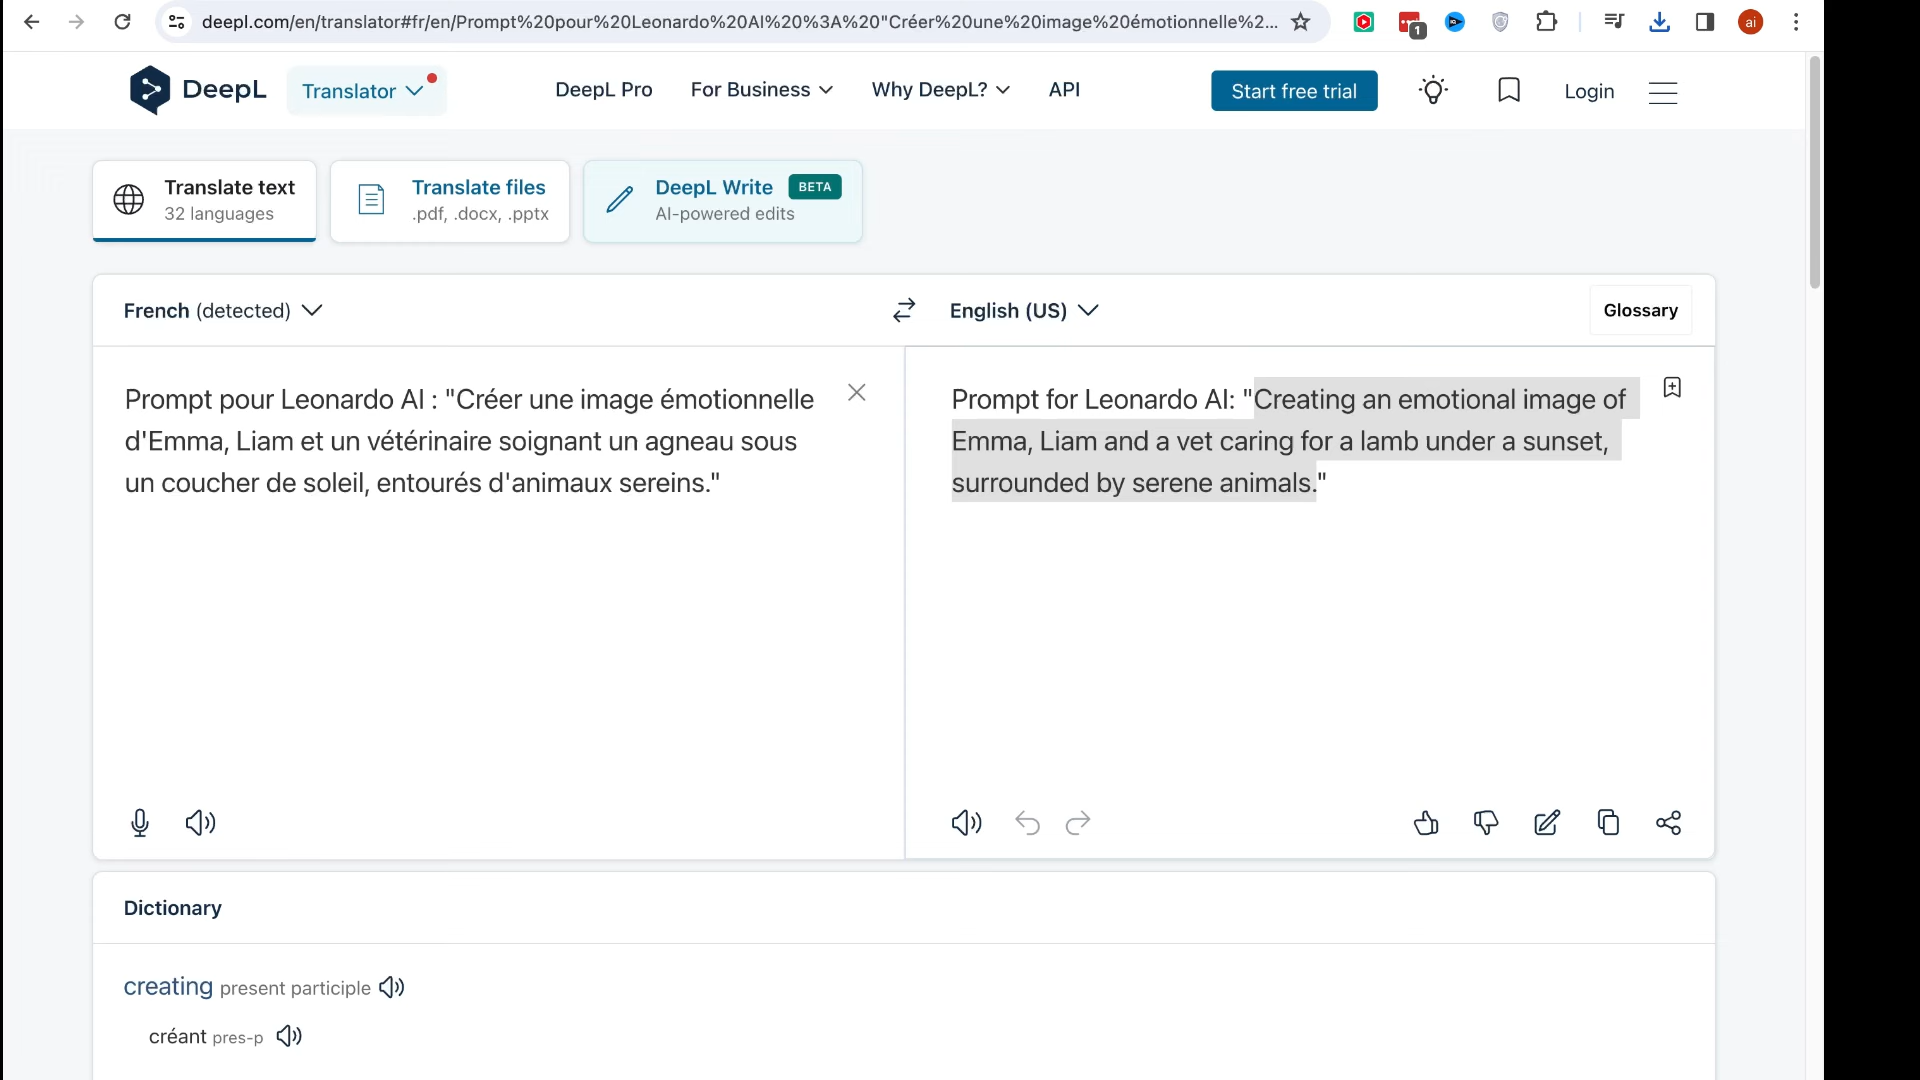 deepl.com/en/translator#fr/en/Prompt%20pour%20Leonardo%20AI%20%3A%20"Créer%20une%20image%20émotionnelle%2...
1
ai
DeepL
Translator
DeepL Pro
For Business
Why DeepL?
API
Start free trial
Login
Translate text
32 languages
Translate files
.pdf, .docx, .pptx
DeepL Write BETA
AI-powered edits
French (detected)
English (US)
Glossary
Prompt pour Leonardo AI : "Créer une image émotionnelle
d'Emma, Liam et un vétérinaire soignant un agneau sous
un coucher de soleil, entourés d'animaux sereins."
Prompt for Leonardo AI: "Creating an emotional image of
Emma, Liam and a vet caring for a lamb under a sunset,
surrounded by serene animals."
Dictionary
creating present participle
créant pres-p